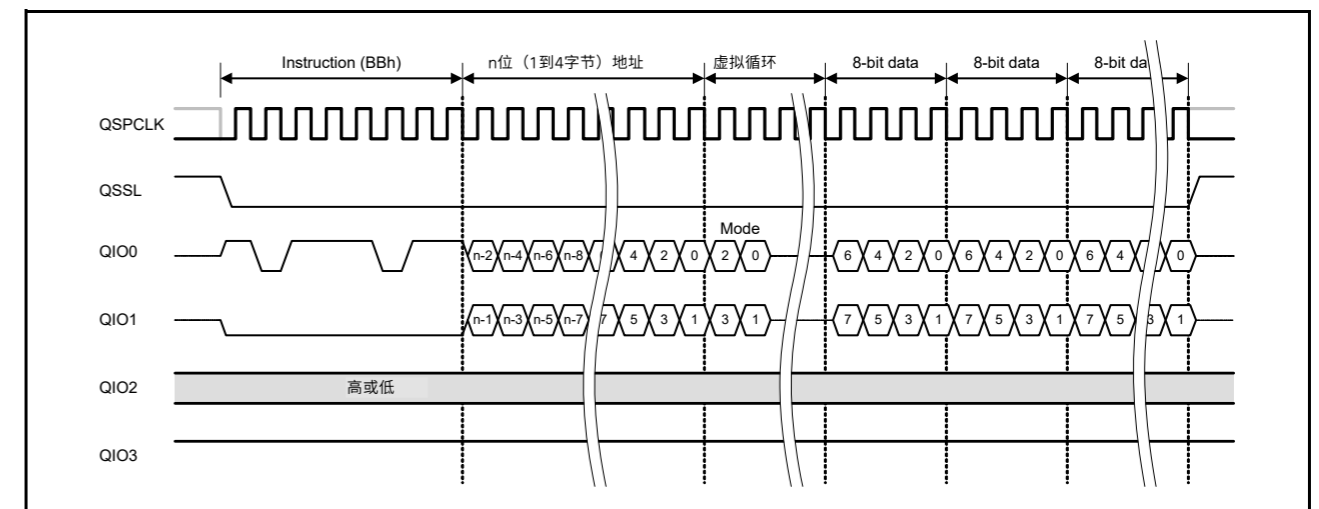 Instruction (BBh) n位（1到4字节）地址 虚拟循环 8-bit data 8-bit data 8-bit da
QSPCLK
QSSL
Mode
QIO0 n-2 n-4 n-6 n-8 4 2 0 2 0 6 4 2 0 6 4 2 0 6 4 0
QIO1 n-1 n-3 n-5 n-7 7 5 3 1 3 1 7 5 3 1 7 5 3 1 7 5 3 1
QIO2 高或低
QIO3